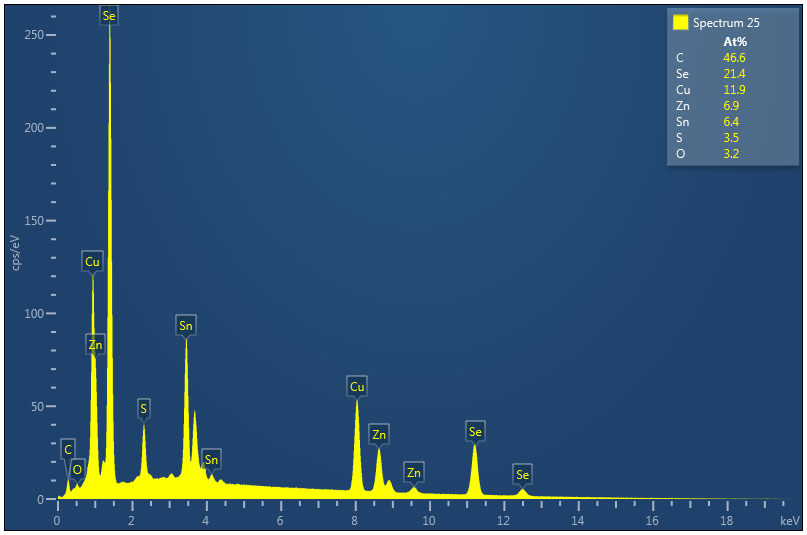 Se
Spectrum 25
At%
C 46.6
Se 21.4
Cu 11.9
Zn 6.9
Sn 6.4
S 3.5
O 3.2
250
200
150
100
50
0
cps/eV
Cu
Zn
Sn
S
C
O
Sn
Cu
Zn
Zn
Se
Se
0 2 4 6 8 10 12 14 16 18 keV